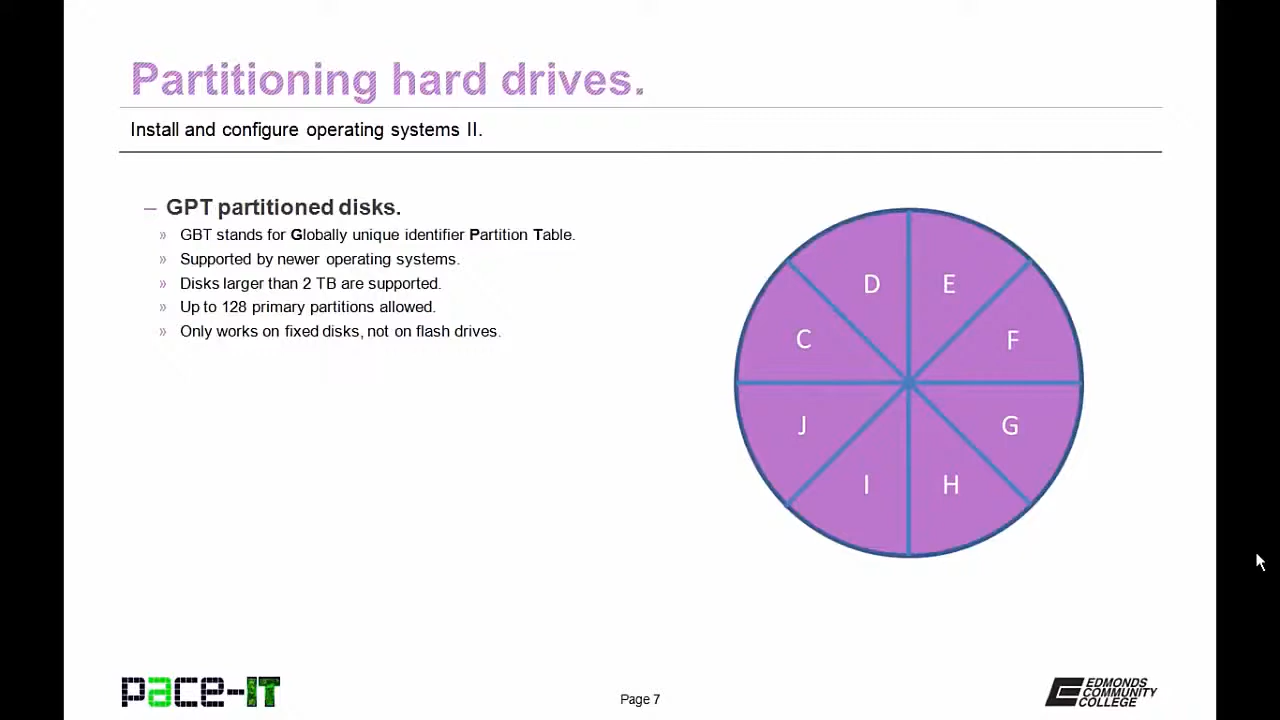 Partitioning hard drives.
Install and configure operating systems II.
– GPT partitioned disks.
» GBT stands for Globally unique identifier Partition Table.
» Supported by newer operating systems.
» Disks larger than 2 TB are supported.
» Up to 128 primary partitions allowed.
» Only works on fixed disks, not on flash drives.
D E
C F
J G
I H
pace-IT
Page 7
EDMONDS
COMMUNITY
COLLEGE